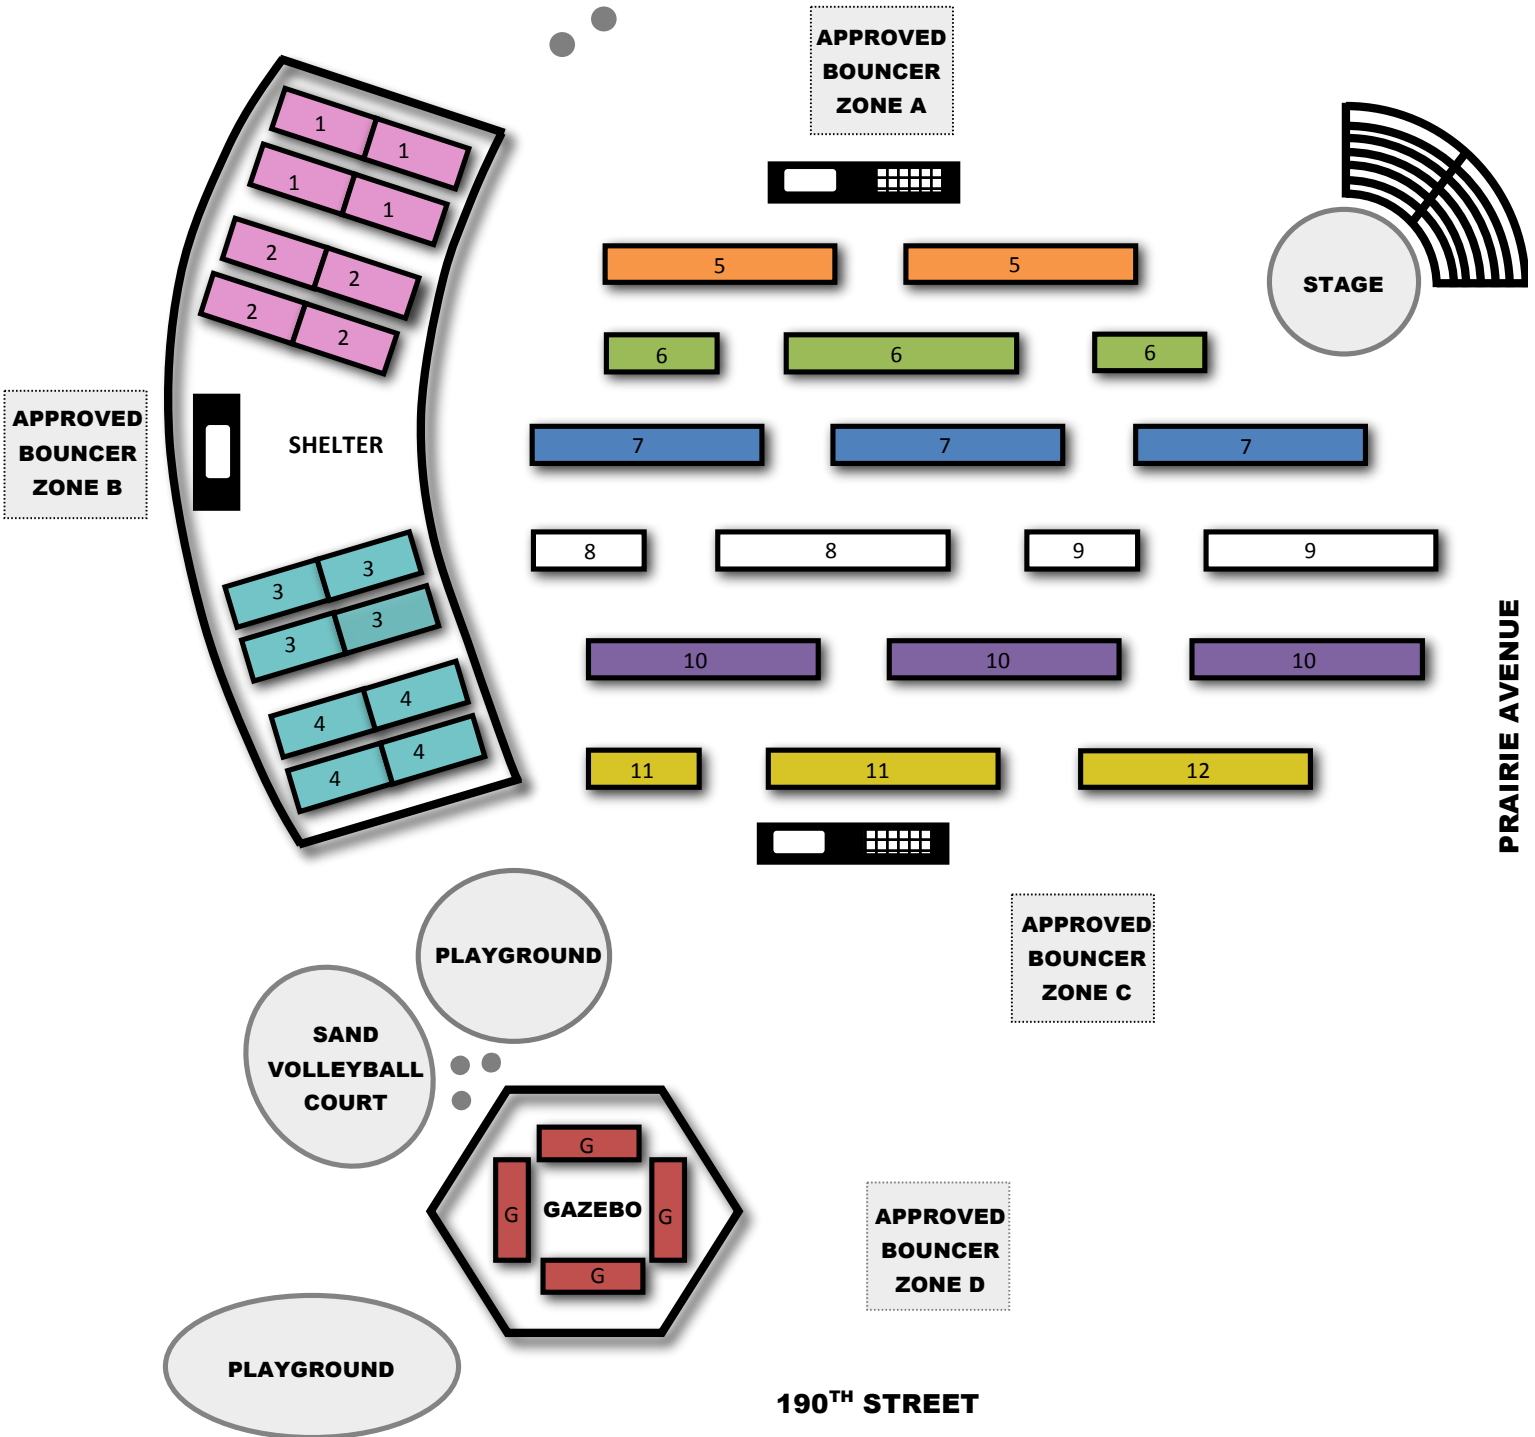 APPROVED
BOUNCER
ZONE A
1
1
1
1
2
2
2
2
5
5
STAGE
6
6
6
APPROVED
BOUNCER
ZONE B
SHELTER
7
7
7
8
8
9
9
3
3
3
3
10
10
10
4
4
4
4
11
11
12
PRAIRIE AVENUE
PLAYGROUND
APPROVED
BOUNCER
ZONE C
SAND
VOLLEYBALL
COURT
G
G
GAZEBO
G
G
APPROVED
BOUNCER
ZONE D
PLAYGROUND
190TH STREET